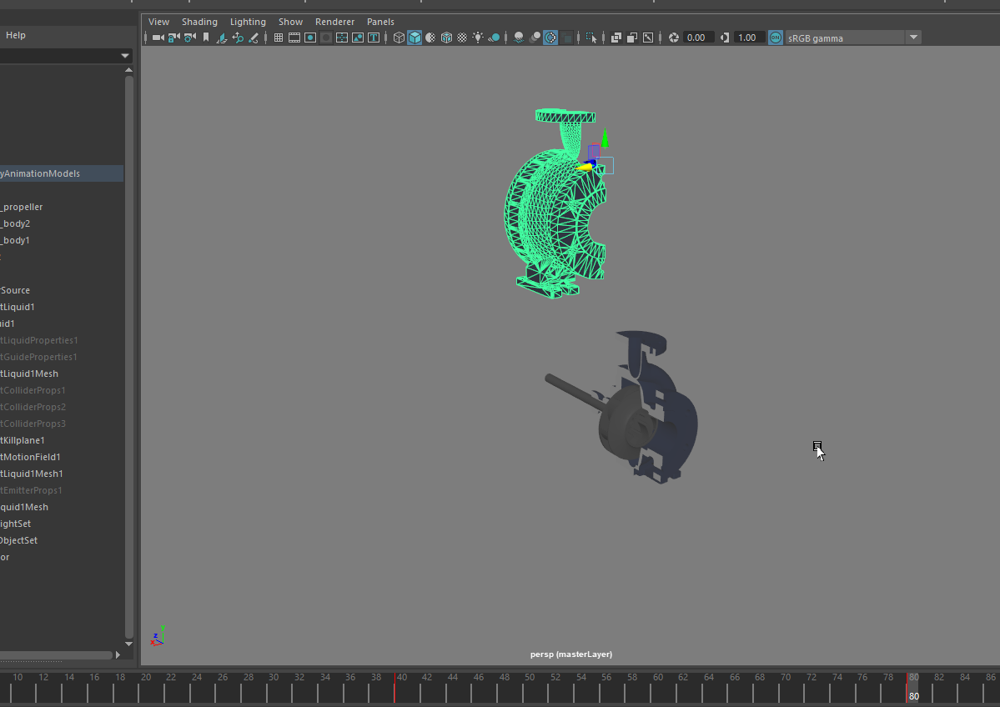 View Shading Lighting Show Renderer Panels
Help
0.00 1.00 ON sRGB gamma
yAnimationModels
_propeller
_body2
_body1
Source
tLiquid1
uid1
tLiquidProperties1
tGuideProperties1
tLiquid1Mesh
tColliderProps1
tColliderProps2
tColliderProps3
tKillplane1
tMotionField1
tLiquid1Mesh1
tEmitterProps1
quid1Mesh
ightSet
ObjectSet
or
Y
Z
X
persp (masterLayer)
10 12 14 16 18 20 22 24 26 28 30 32 34 36 38 40 42 44 46 48 50 52 54 56 58 60 62 64 66 68 70 72 74 76 78 80 82 84 86
80